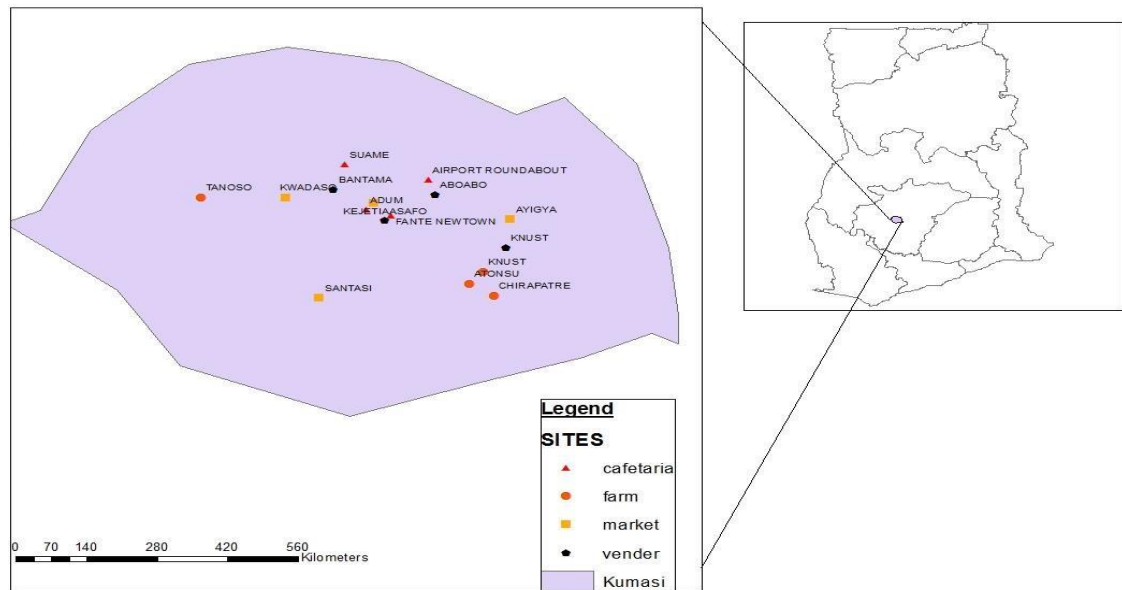 SUAME
AIRPORT ROUNDABOUT
BANTAMA
ABOABO
TANOSO
KWADASO
ADUM
KEJETIA ASAFO
AYIGYA
FANTE NEWTOWN
KNUST
KNUST
ATONSU
CHIRAPATRE
SANTASI
Legend
SITES
cafetaria
farm
market
vender
Kumasi
0 70 140 280 420 560
Kilometers